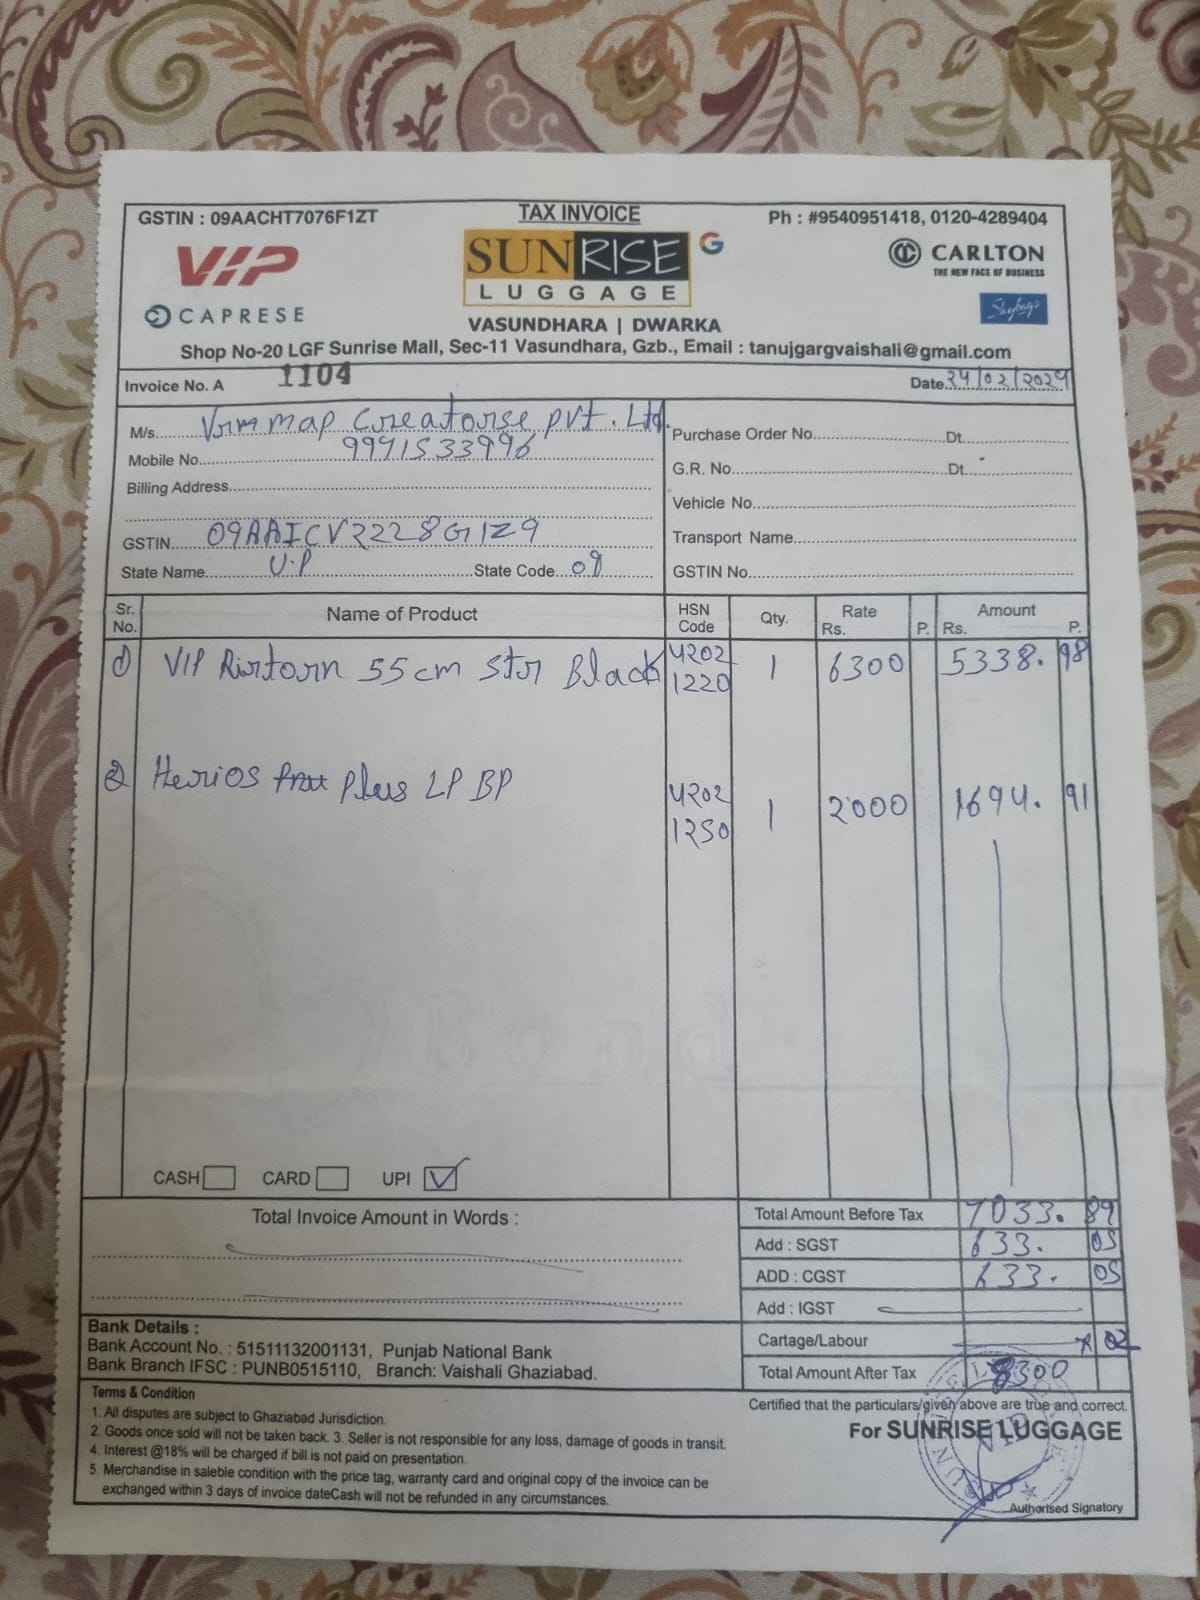 GSTIN : 09AACHT7076F1ZT
TAX INVOICE
Ph : #9540951418, 0120-4289404
VIP
SUNRISE
LUGGAGE
G
CARLTON
THE NEW FACE OF BUSINESS
CAPRESE
Skybags
VASUNDHARA | DWARKA
Shop No-20 LGF Sunrise Mall, Sec-11 Vasundhara, Gzb., Email : tanujgargvaishali@gmail.com
Invoice No. A 1104
Date 24/02/2024
M/s. map pvt. Ltd.
Mobile No. 9991533996
Billing Address
GSTIN 09AAICV2228G1Z9
State Name U.P State Code 09
Purchase Order No. Dt.
G.R. No. Dt.
Vehicle No.
Transport Name
GSTIN No.
Sr. No. Name of Product HSN Code Qty. Rate Rs. P. Amount Rs. P.
1) VIP 55cm Str Black 4202 1220 1 6300 5338. 98
2 Herios Plus LP BP 4202 1250 1 2000 1694. 91
CASH CARD UPI
Total Invoice Amount in Words :
Total Amount Before Tax 7033. 89
Add : SGST 633. 05
ADD : CGST 633. 05
Add : IGST
Cartage/Labour 02
Total Amount After Tax 8300
Bank Details :
Bank Account No. : 51511132001131, Punjab National Bank
Bank Branch IFSC : PUNB0515110, Branch: Vaishali Ghaziabad.
Terms & Condition
1. All disputes are subject to Ghaziabad Jurisdiction.
2. Goods once sold will not be taken back. 3. Seller is not responsible for any loss, damage of goods in transit.
4. Interest @18% will be charged if bill is not paid on presentation.
5. Merchandise in saleble condition with the price tag, warranty card and original copy of the invoice can be
exchanged within 3 days of invoice dateCash will not be refunded in any circumstances.
Certified that the particulars given above are true and correct.
For SUNRISE LUGGAGE
Authorised Signatory